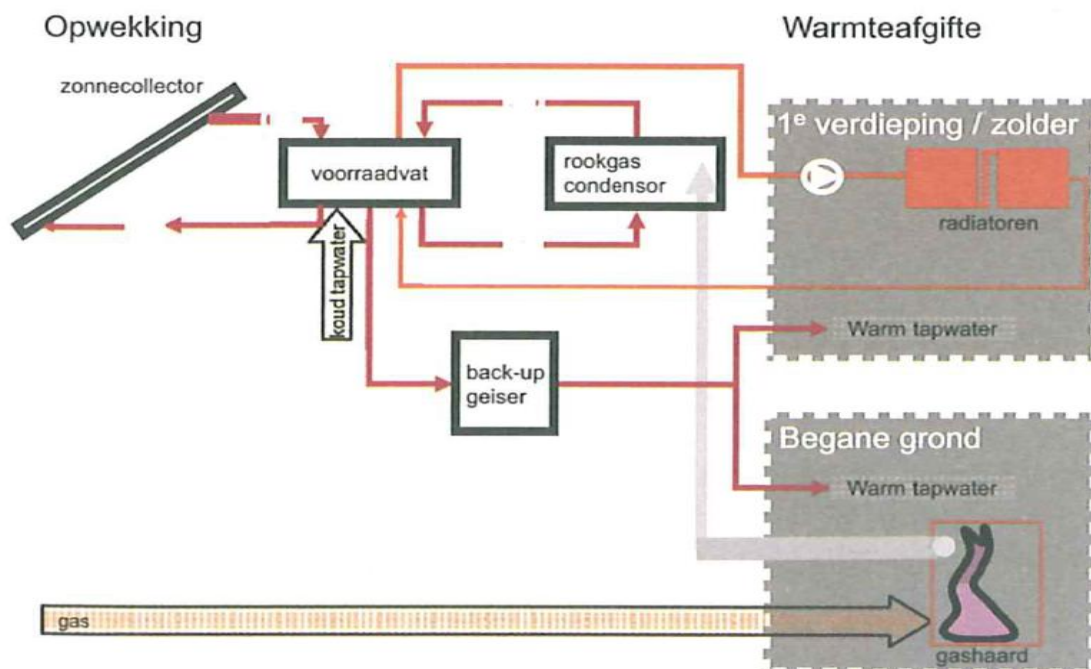 Opwekking
Warmteafgifte
zonnecollector
1e verdieping / zolder
voorraadvat
rookgas
condensor
radiatoren
koud tapwater
Warm tapwater
back-up
geiser
Begane grond
Warm tapwater
gas
gashaard